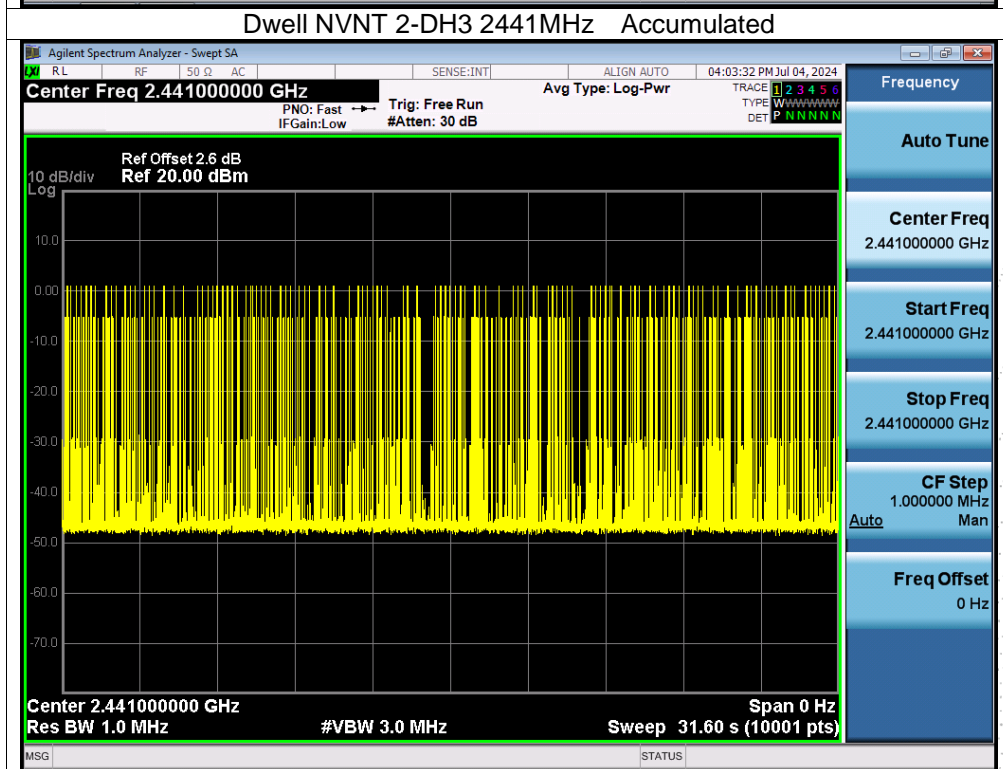 Dwell NVNT 2-DH3 2441MHz Accumulated
Agilent Spectrum Analyzer - Swept SA
LXI RL RF 50 Ω AC SENSE:INT ALIGN AUTO 04:03:32 PM Jul 04, 2024
Center Freq 2.441000000 GHz Avg Type: Log-Pwr TRACE 1 2 3 4 5 6
PNO: Fast Trig: Free Run TYPE WWWWWW
IFGain:Low #Atten: 30 dB DET P N N N N N
Frequency
Auto Tune
Center Freq
2.441000000 GHz
Start Freq
2.441000000 GHz
Stop Freq
2.441000000 GHz
CF Step
1.000000 MHz
Auto Man
Freq Offset
0 Hz
Ref Offset 2.6 dB
10 dB/div Ref 20.00 dBm
Log
10.0
0.00
-10.0
-20.0
-30.0
-40.0
-50.0
-60.0
-70.0
Center 2.441000000 GHz Span 0 Hz
Res BW 1.0 MHz #VBW 3.0 MHz Sweep 31.60 s (10001 pts)
MSG STATUS